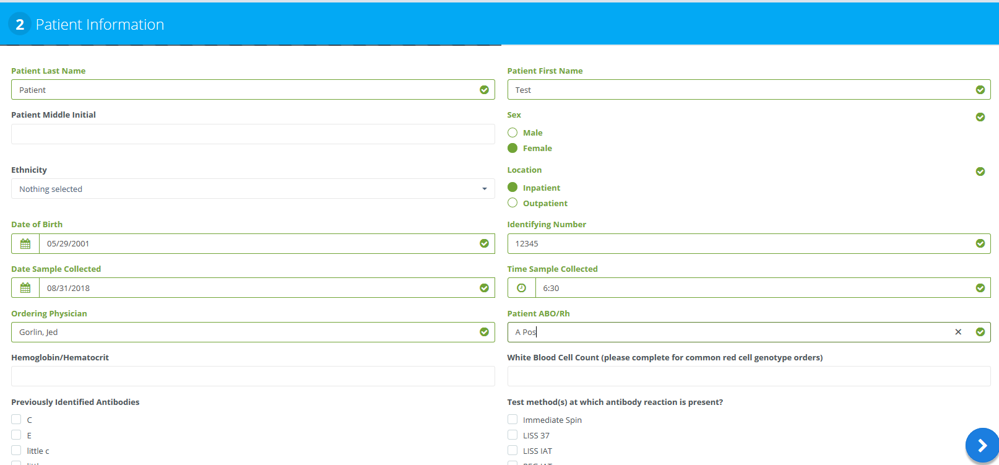 2 Patient Information
Patient Last Name
Patient
Patient First Name
Test
Patient Middle Initial
Sex
Male
Female
Ethnicity
Nothing selected
Location
Inpatient
Outpatient
Date of Birth
05/29/2001
Identifying Number
12345
Date Sample Collected
08/31/2018
Time Sample Collected
6:30
Ordering Physician
Gorlin, Jed
Patient ABO/Rh
A Pos
Hemoglobin/Hematocrit
White Blood Cell Count (please complete for common red cell genotype orders)
Previously Identified Antibodies
C
E
little c
Test method(s) at which antibody reaction is present?
Immediate Spin
LISS 37
LISS IAT